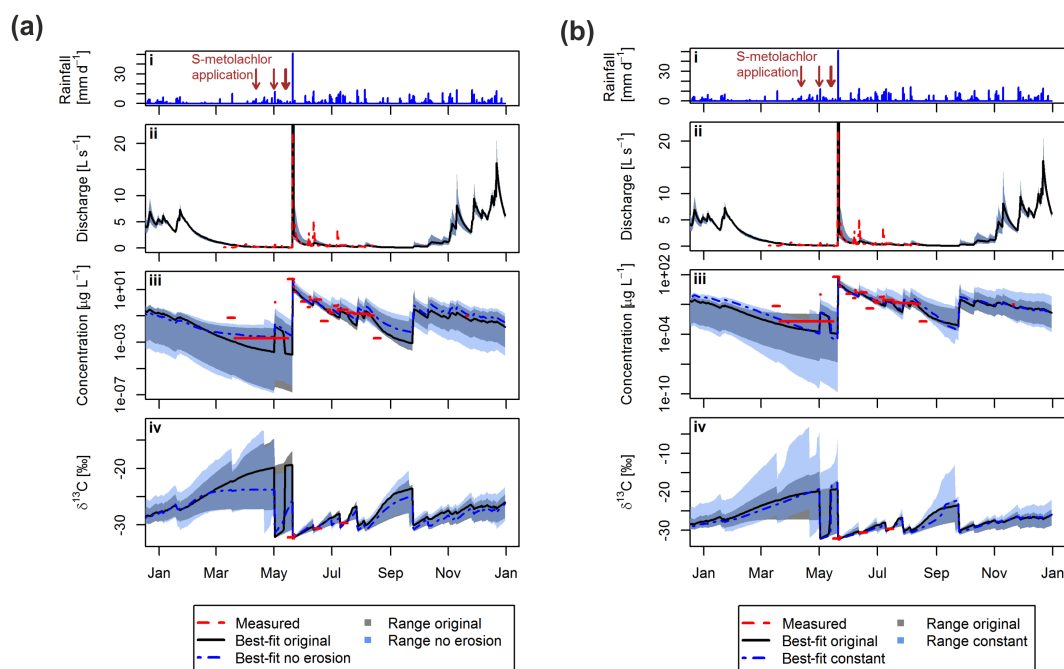 (a)
i
S-metolachlor
application
Rainfall
[mm d⁻¹]
30
0
ii
Discharge [L s⁻¹]
20
10
5
0
iii
Concentration [µg L⁻¹]
1e+01
1e-03
1e-07
iv
δ¹³C [‰]
-20
-30
Jan Mar May Jul Sep Nov Jan
Measured
Best-fit original
Best-fit no erosion
Range original
Range no erosion
(b)
i
S-metolachlor
application
Rainfall
[mm d⁻¹]
30
0
ii
Discharge [L s⁻¹]
20
10
5
0
iii
Concentration [µg L⁻¹]
1e+02
1e-04
1e-10
iv
δ¹³C [‰]
-10
-20
-30
Jan Mar May Jul Sep Nov Jan
Measured
Best-fit original
Best-fit constant
Range original
Range constant